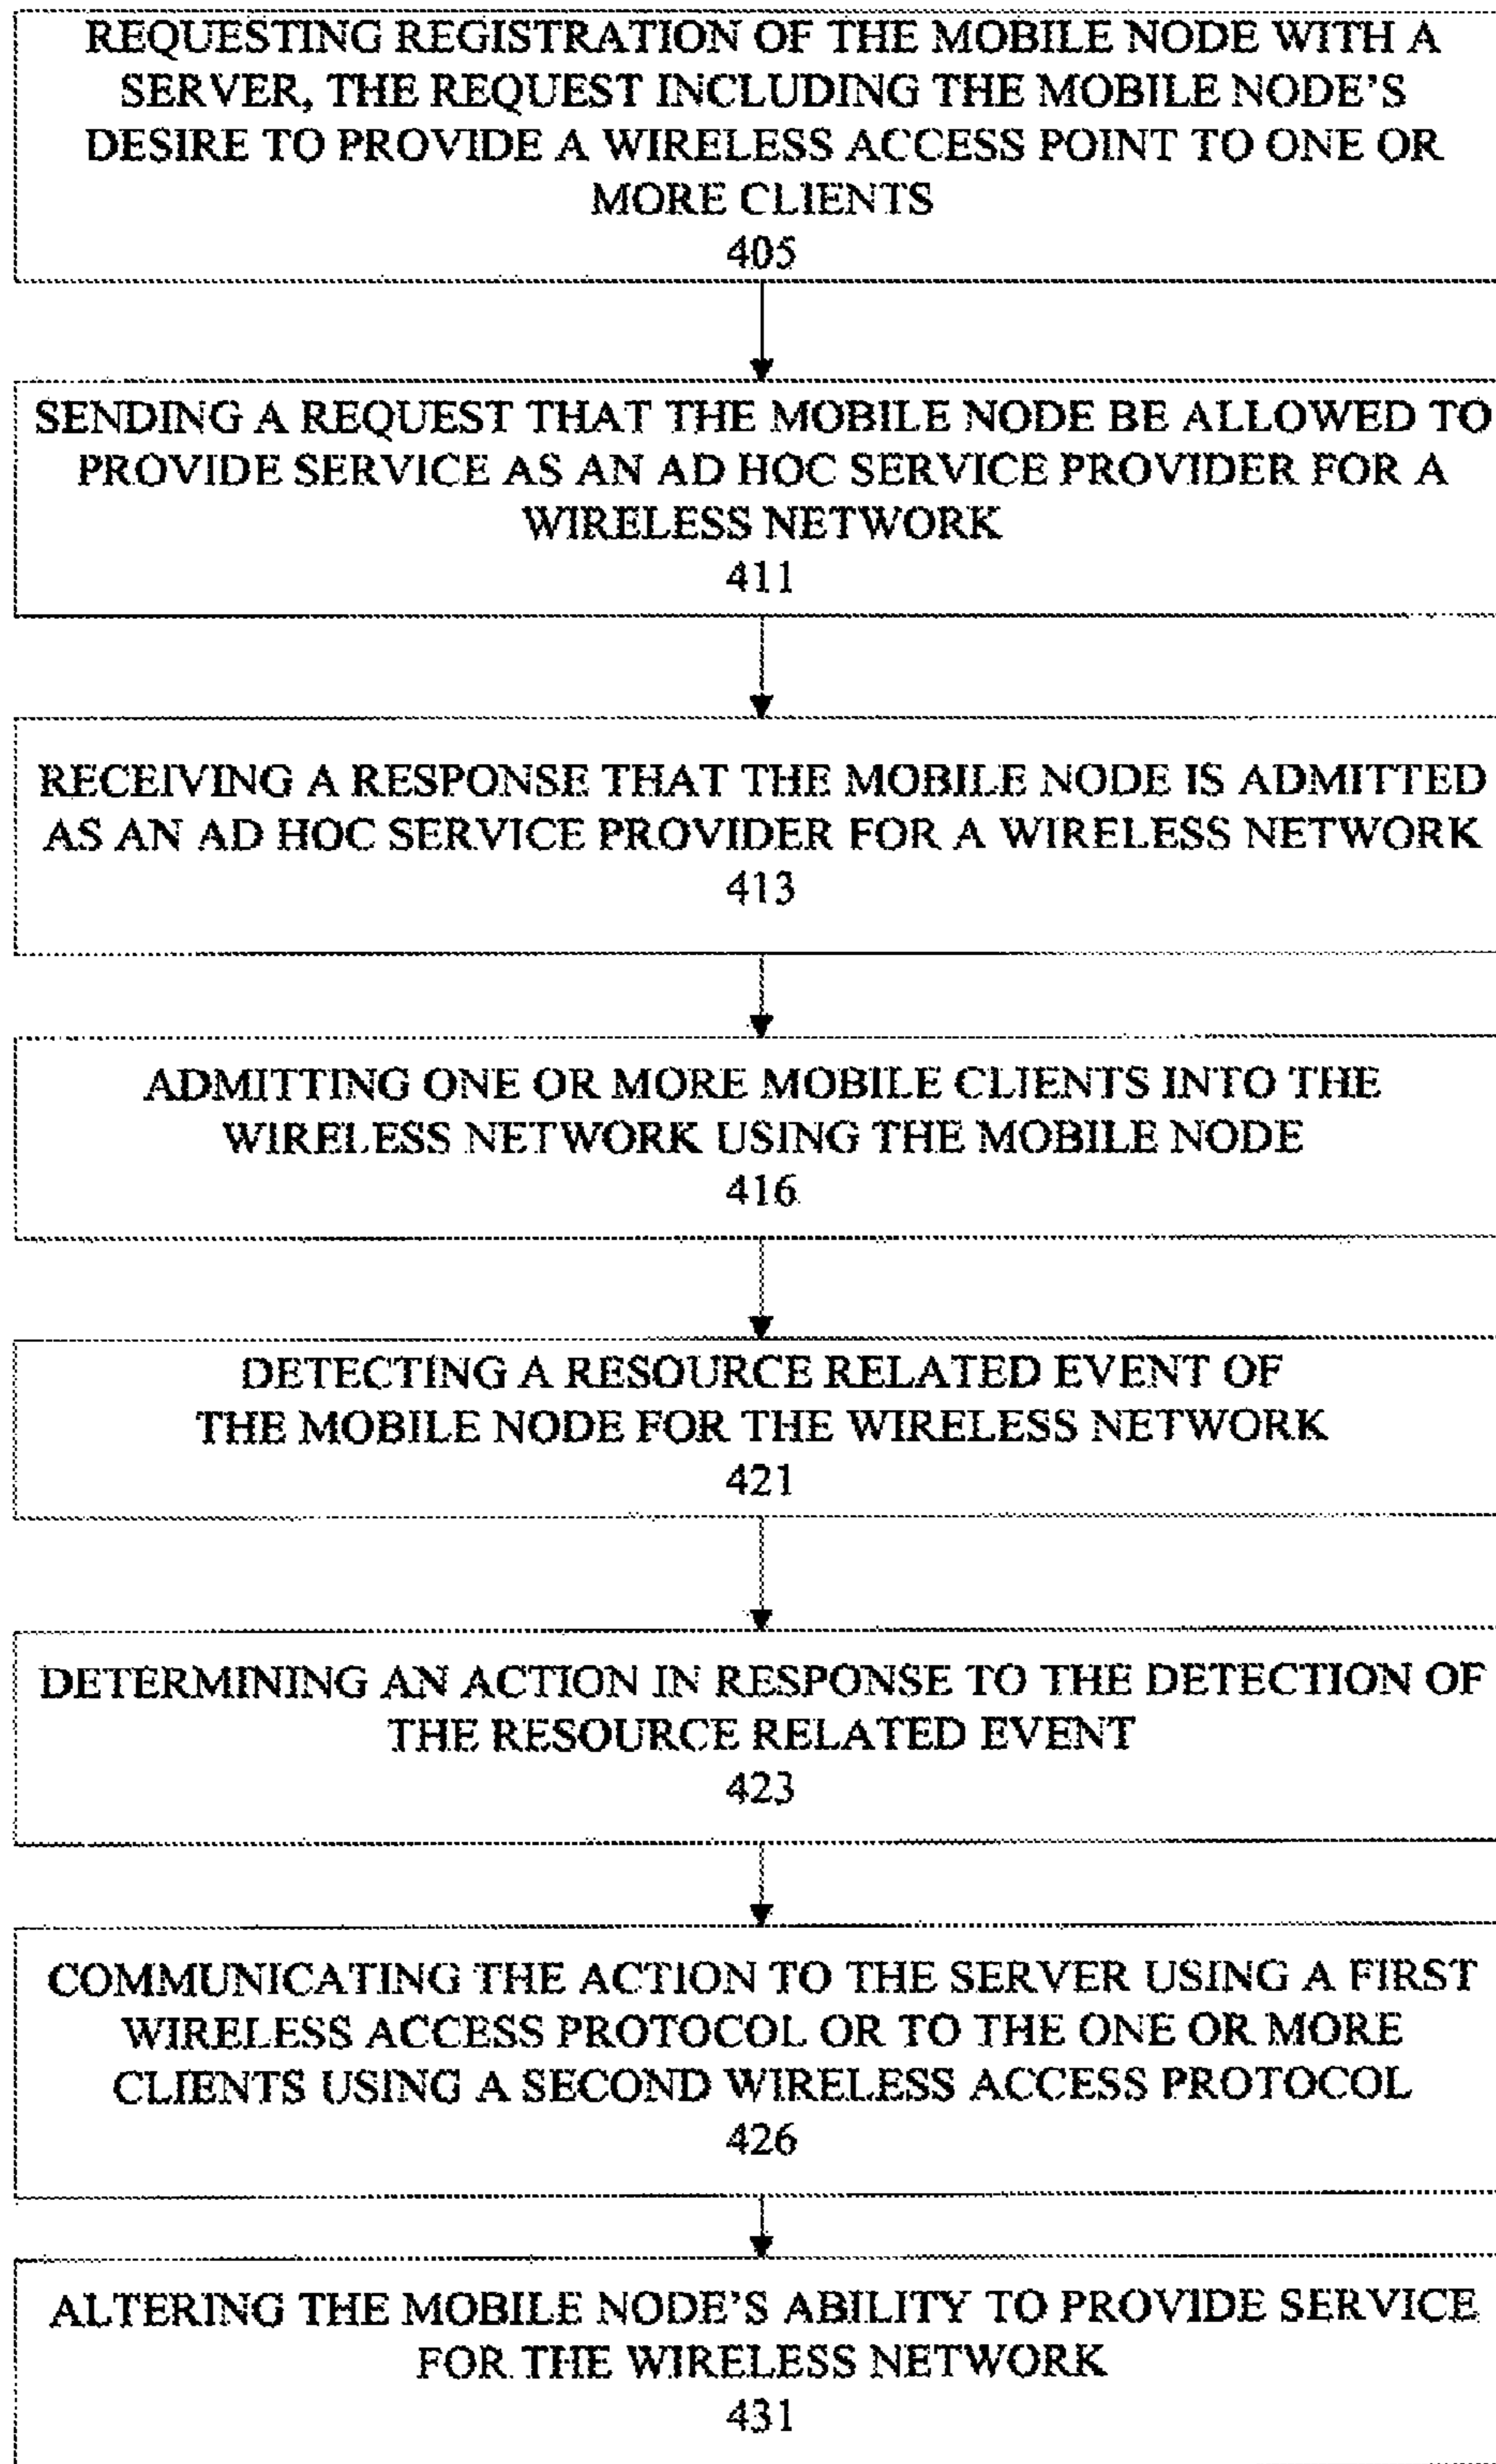 REQUESTING REGISTRATION OF THE MOBILE NODE WITH A
SERVER, THE REQUEST INCLUDING THE MOBILE NODE'S
DESIRE TO PROVIDE A WIRELESS ACCESS POINT TO ONE OR
MORE CLIENTS
405
SENDING A REQUEST THAT THE MOBILE NODE BE ALLOWED TO
PROVIDE SERVICE AS AN AD HOC SERVICE PROVIDER FOR A
WIRELESS NETWORK
411
RECEIVING A RESPONSE THAT THE MOBILE NODE IS ADMITTED
AS AN AD HOC SERVICE PROVIDER FOR A WIRELESS NETWORK
413
ADMITTING ONE OR MORE MOBILE CLIENTS INTO THE
WIRELESS NETWORK USING THE MOBILE NODE
416
DETECTING A RESOURCE RELATED EVENT OF
THE MOBILE NODE FOR THE WIRELESS NETWORK
421
DETERMINING AN ACTION IN RESPONSE TO THE DETECTION OF
THE RESOURCE RELATED EVENT
423
COMMUNICATING THE ACTION TO THE SERVER USING A FIRST
WIRELESS ACCESS PROTOCOL OR TO THE ONE OR MORE
CLIENTS USING A SECOND WIRELESS ACCESS PROTOCOL
426
ALTERING THE MOBILE NODE'S ABILITY TO PROVIDE SERVICE
FOR THE WIRELESS NETWORK
431